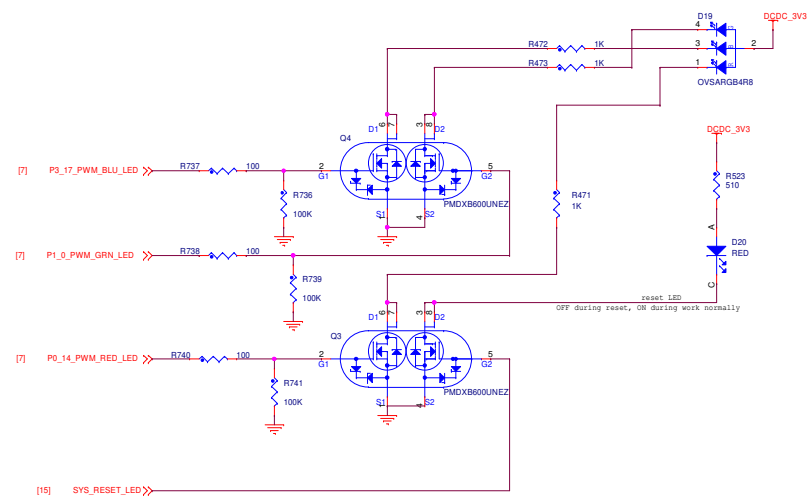 D19
DCDC_3V3
4
R472
1K
3
2
R473
1K
1
OVSARGB4R8
D1
6
7
3
8
D2
DCDC_3V3
Q4
[7]
P3_17_PWM_BLU_LED
R737
100
2
G1
5
G2
R523
510
R736
100K
PMDXB600UNEZ
R471
1K
S1
1
4
S2
A
D20
RED
[7]
P1_0_PWM_GRN_LED
R738
100
R739
100K
C
reset LED
OFF during reset, ON during work normally
D1
6
7
3
8
D2
Q3
[7]
P0_14_PWM_RED_LED
R740
100
2
G1
5
G2
R741
100K
PMDXB600UNEZ
S1
1
4
S2
[15]
SYS_RESET_LED